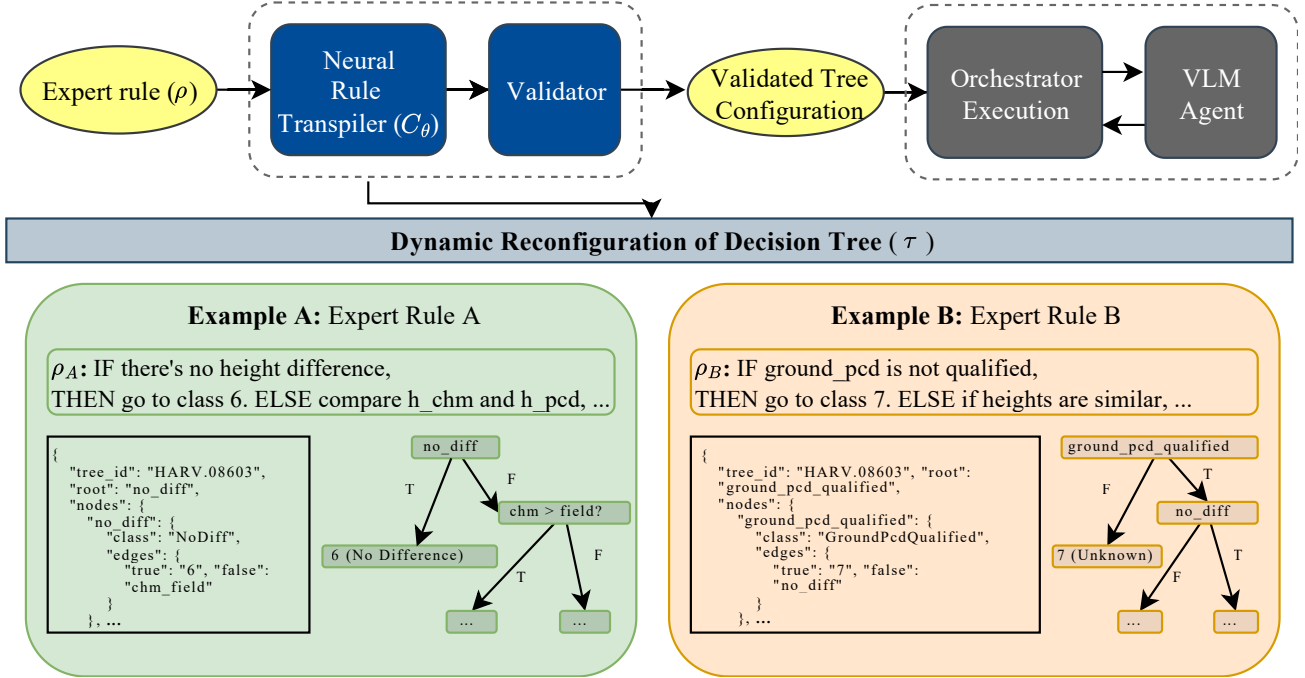 Expert rule (ρ)
Neural
Rule
Transpiler (C_θ)
Validator
Validated Tree
Configuration
Orchestrator
Execution
VLM
Agent
Dynamic Reconfiguration of Decision Tree ( τ )
Example A: Expert Rule A
ρ_A: IF there's no height difference,
THEN go to class 6. ELSE compare h_chm and h_pcd, ...
{
"tree_id": "HARV.08603",
"root": "no_diff",
"nodes": {
"no_diff": {
"class": "NoDiff",
"edges": {
"true": "6", "false":
"chm_field"
}
}, ...
no_diff
T
F
chm > field?
6 (No Difference)
T
F
...
...
Example B: Expert Rule B
ρ_B: IF ground_pcd is not qualified,
THEN go to class 7. ELSE if heights are similar, ...
{
"tree_id": "HARV.08603", "root":
"ground_pcd_qualified",
"nodes": {
"ground_pcd_qualified": {
"class": "GroundPcdQualified",
"edges": {
"true": "7", "false":
"no_diff"
}
}, ...
ground_pcd_qualified
F
T
no_diff
7 (Unknown)
F
T
...
...